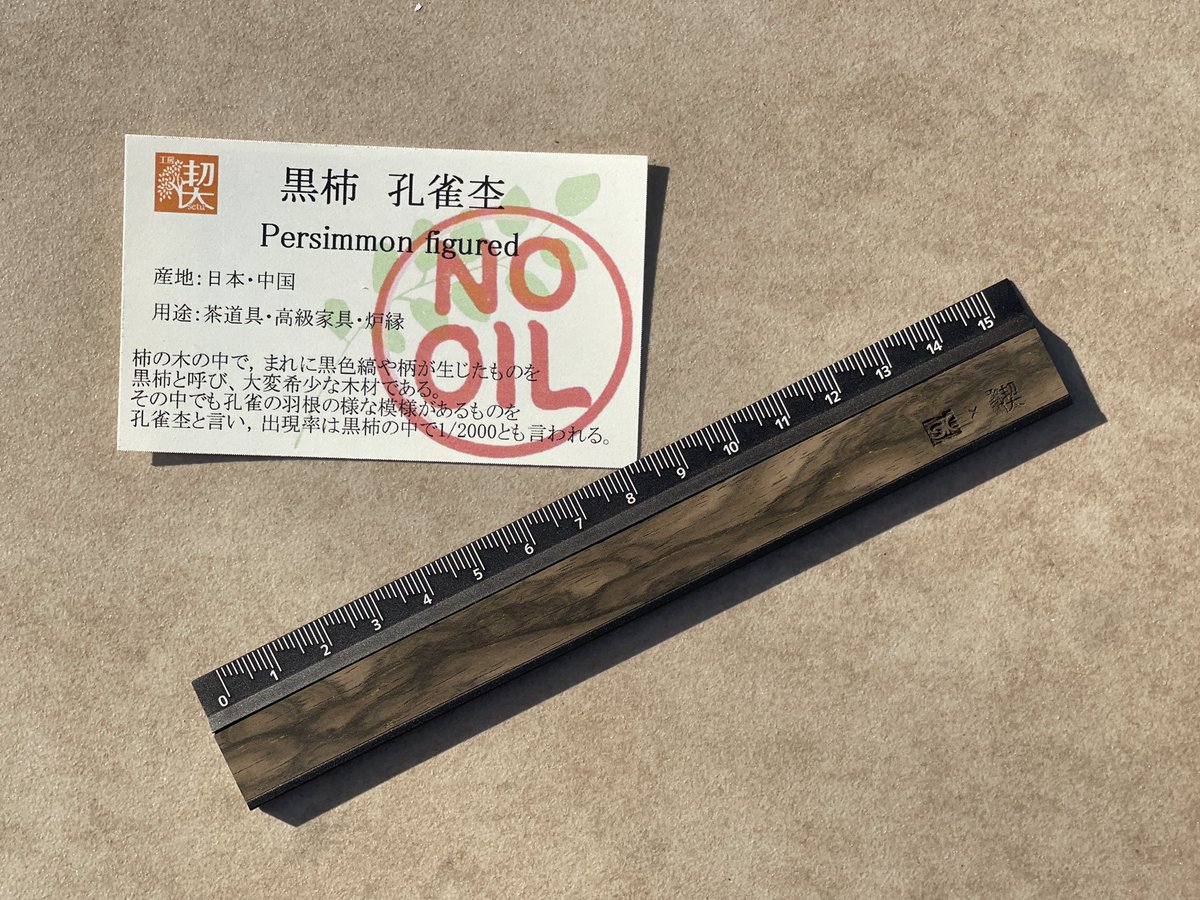 工房
契
setu
黒柿 孔雀杢
Persimmon figured
産地：日本・中国
用途：茶道具・高級家具・炉縁
NO
OIL
柿の木の中で，まれに黒色縞や柄が生じたものを
黒柿と呼び、大変希少な木材である。
その中でも孔雀の羽根の様な模様があるものを
孔雀杢と言い，出現率は黒柿の中で1/2000とも言われる。
0 1 2 3 4 5 6 7 8 9 10 11 12 13 14 15
× 契